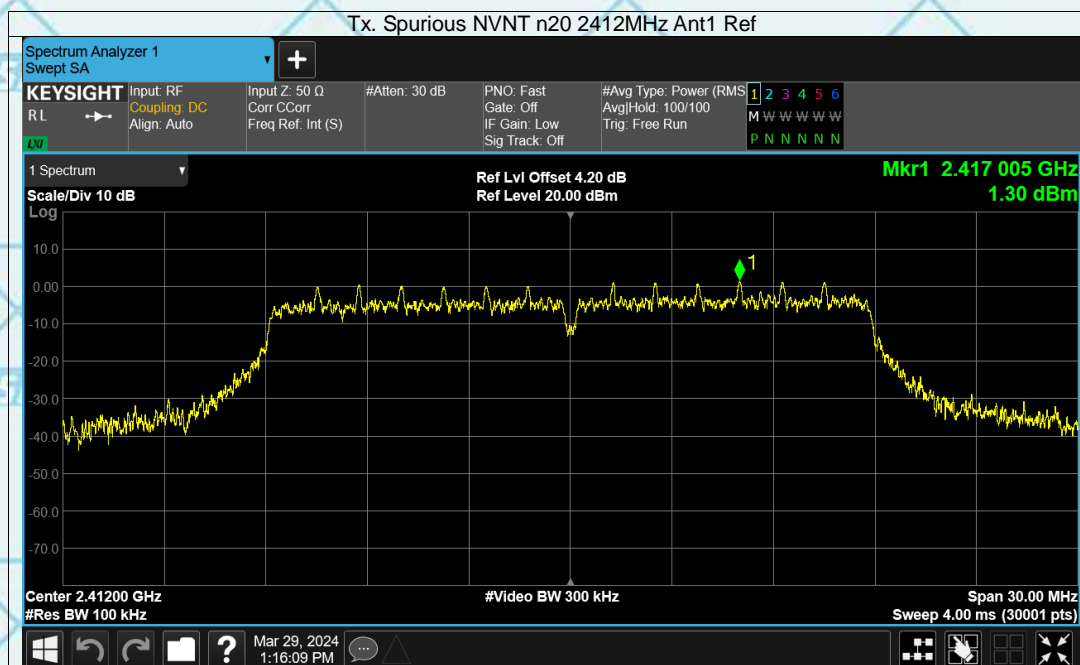 Tx. Spurious NVNT n20 2412MHz Ant1 Ref
Spectrum Analyzer 1
Swept SA
+
KEYSIGHT
RL
LXI
Input: RF
Coupling: DC
Align: Auto
Input Z: 50 Ω
Corr CCorr
Freq Ref: Int (S)
#Atten: 30 dB
PNO: Fast
Gate: Off
IF Gain: Low
Sig Track: Off
#Avg Type: Power (RMS
Avg|Hold: 100/100
Trig: Free Run
1 2 3 4 5 6
M W W W W W
P N N N N N
1 Spectrum
Scale/Div 10 dB
Ref Lvl Offset 4.20 dB
Ref Level 20.00 dBm
Mkr1 2.417 005 GHz
1.30 dBm
Log
10.0
0.00
-10.0
-20.0
-30.0
-40.0
-50.0
-60.0
-70.0
1
Center 2.41200 GHz
#Res BW 100 kHz
#Video BW 300 kHz
Span 30.00 MHz
Sweep 4.00 ms (30001 pts)
?
Mar 29, 2024
1:16:09 PM